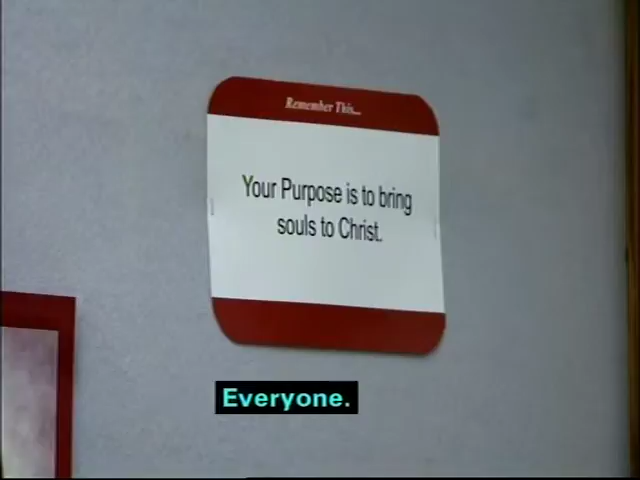 Remember This...
Your Purpose is to bring
souls to Christ.
Everyone.